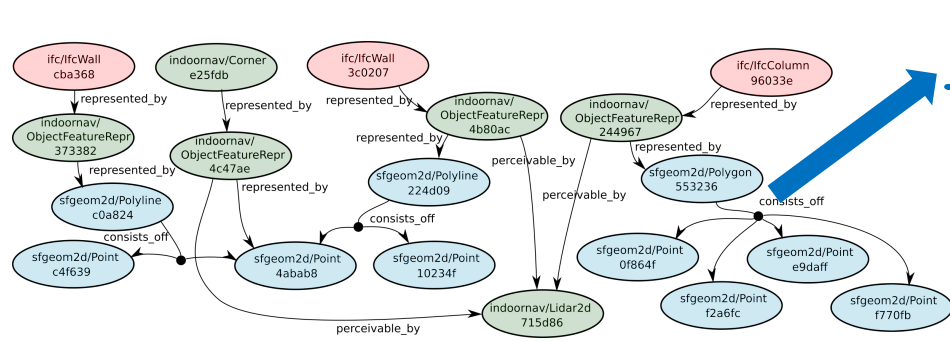 ifc/IfcWall
cba368
indoornav/Corner
e25fdb
ifc/IfcWall
3c0207
ifc/IfcColumn
96033e
represented_by
represented_by
represented_by
represented_by
indoornav/
ObjectFeatureRepr
373382
indoornav/
ObjectFeatureRepr
4c47ae
indoornav/
ObjectFeatureRepr
4b80ac
indoornav/
ObjectFeatureRepr
244967
represented_by
represented_by
represented_by
represented_by
perceivable_by
perceivable_by
sfgeom2d/Polyline
c0a824
sfgeom2d/Polyline
224d09
sfgeom2d/Polygon
553236
consists_off
consists_off
consists_off
sfgeom2d/Point
c4f639
sfgeom2d/Point
4abab8
sfgeom2d/Point
10234f
sfgeom2d/Point
0f864f
sfgeom2d/Point
e9daff
indoornav/Lidar2d
715d86
sfgeom2d/Point
f2a6fc
sfgeom2d/Point
f770fb
perceivable_by